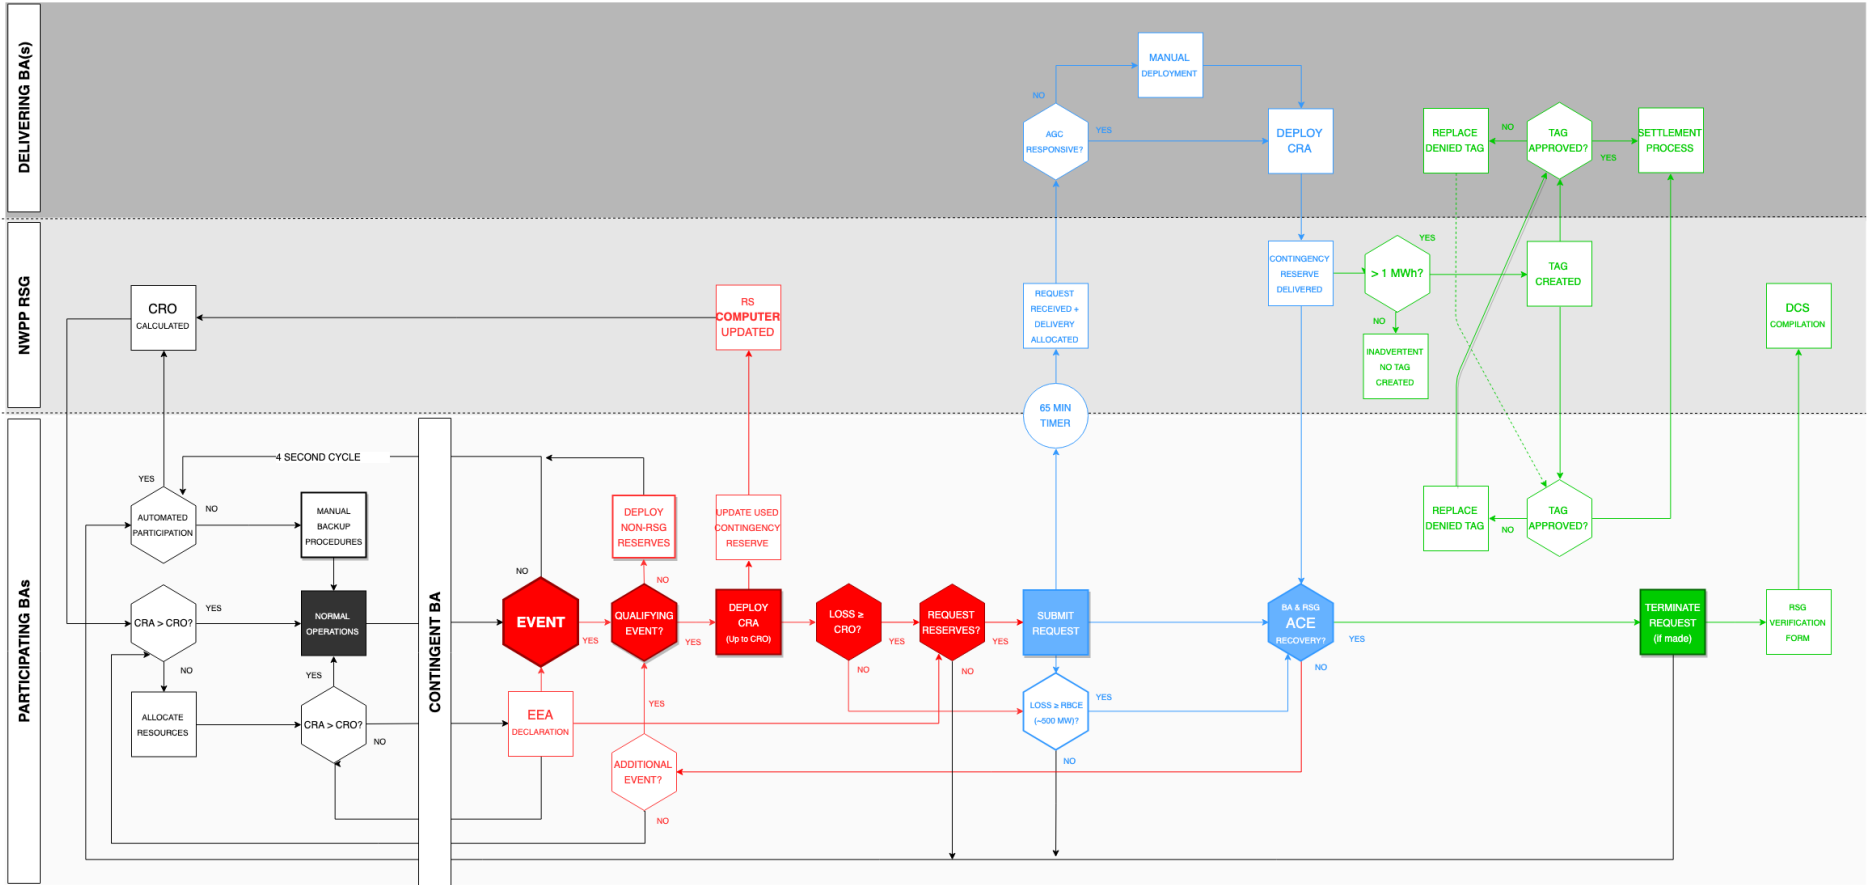 DELIVERING BA(s)
MANUAL
DEPLOYMENT
NO
AGC
RESPONSIVE?
YES
DEPLOY
CRA
REPLACE
DENIED TAG
NO
TAG
APPROVED?
YES
SETTLEMENT
PROCESS
NWPP RSG
CRO
CALCULATED
RS
COMPUTER
UPDATED
REQUEST
RECEIVED +
DELIVERY
ALLOCATED
CONTINGENCY
RESERVE
DELIVERED
> 1 MWh?
YES
NO
INADVERTENT
NO TAG
CREATED
TAG
CREATED
DCS
COMPILATION
65 MIN
TIMER
PARTICIPATING BAs
CONTINGENT BA
4 SECOND CYCLE
YES
AUTOMATED
PARTICIPATION
NO
MANUAL
BACKUP
PROCEDURES
CRA > CRO?
YES
NO
NORMAL
OPERATIONS
ALLOCATE
RESOURCES
YES
CRA > CRO?
NO
NO
EVENT
YES
EEA
DECLARATION
DEPLOY
NON-RSG
RESERVES
NO
QUALIFYING
EVENT?
YES
YES
ADDITIONAL
EVENT?
NO
UPDATE USED
CONTINGENCY
RESERVE
DEPLOY
CRA
(Up to CRO)
LOSS ≥
CRO?
YES
NO
REQUEST
RESERVES?
YES
NO
SUBMIT
REQUEST
LOSS ≥ RBCE
(~500 MW)?
YES
NO
BA & RSG
ACE
RECOVERY?
YES
NO
REPLACE
DENIED TAG
NO
TAG
APPROVED?
TERMINATE
REQUEST
(if made)
RSG
VERIFICATION
FORM